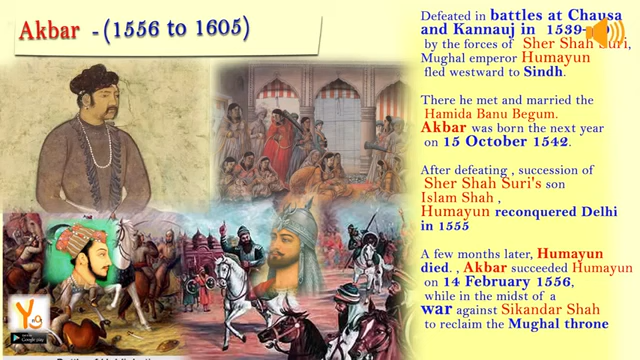 Akbar - (1556 to 1605)
Defeated in battles at Chausa
and Kannauj in 1539-
by the forces of Sher Shah Suri,
Mughal emperor Humayun
fled westward to Sindh.
There he met and married the
Hamida Banu Begum.
Akbar was born the next year
on 15 October 1542.
After defeating , succession of
Sher Shah Suri's son
Islam Shah ,
Humayun reconquered Delhi
in 1555
A few months later, Humayun
died. , Akbar succeeded Humayun
on 14 February 1556,
while in the midst of a
war against Sikandar Shah
to reclaim the Mughal throne
Google play